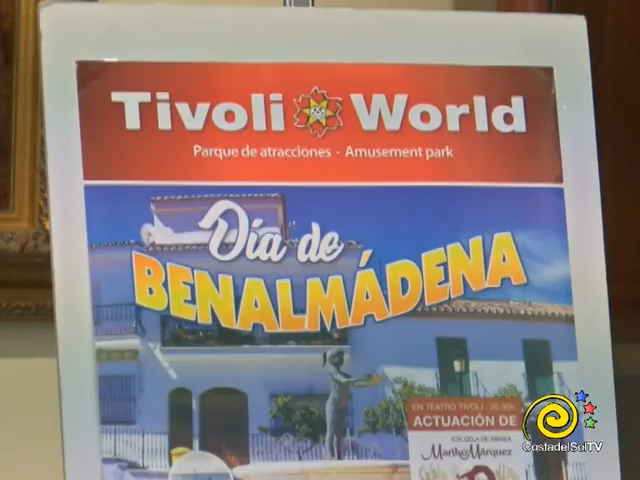 Tivoli World
Parque de atracciones · Amusement park
Día de
BENALMÁDENA
EN TEATRO TIVOLI - 20.30h.
ACTUACIÓN DE
ESCUELA DE DANZA
Mariluz Márquez
CostadelSolTV